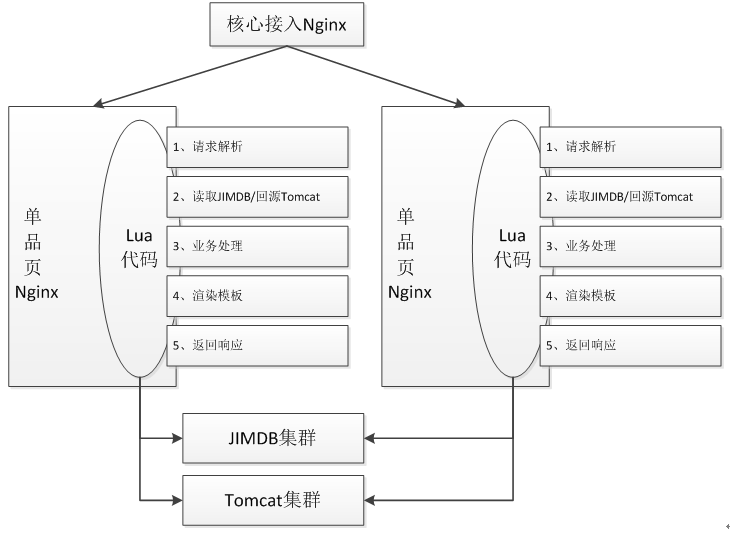 核心接入Nginx
单
品
页
Nginx
Lua
代码
1、请求解析
2、读取JIMDB/回源Tomcat
3、业务处理
4、渲染模板
5、返回响应
单
品
页
Nginx
Lua
代码
1、请求解析
2、读取JIMDB/回源Tomcat
3、业务处理
4、渲染模板
5、返回响应
JIMDB集群
Tomcat集群